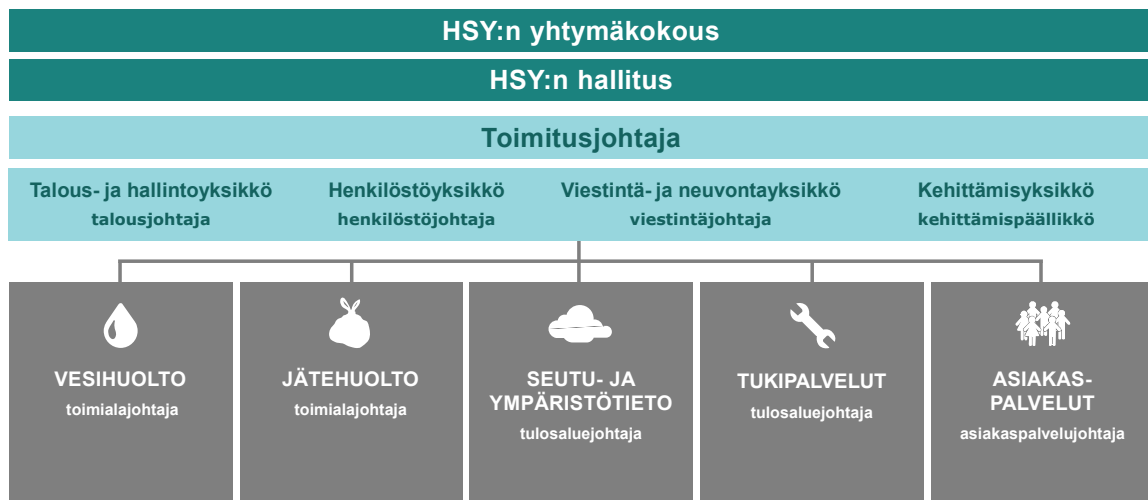 HSY:n yhtymäkokous
HSY:n hallitus
Toimitusjohtaja
Talous- ja hallintoyksikkö
talousjohtaja
Henkilöstöyksikkö
henkilöstöjohtaja
Viestintä- ja neuvontayksikkö
viestintäjohtaja
Kehittämisyksikkö
kehittämispäällikkö
VESIHUOLTO
toimialajohtaja
JÄTEHUOLTO
toimialajohtaja
SEUTU- JA
YMPÄRISTÖTIETO
tulosaluejohtaja
TUKIPALVELUT
tulosaluejohtaja
ASIAKAS-
PALVELUT
asiakaspalvelujohtaja